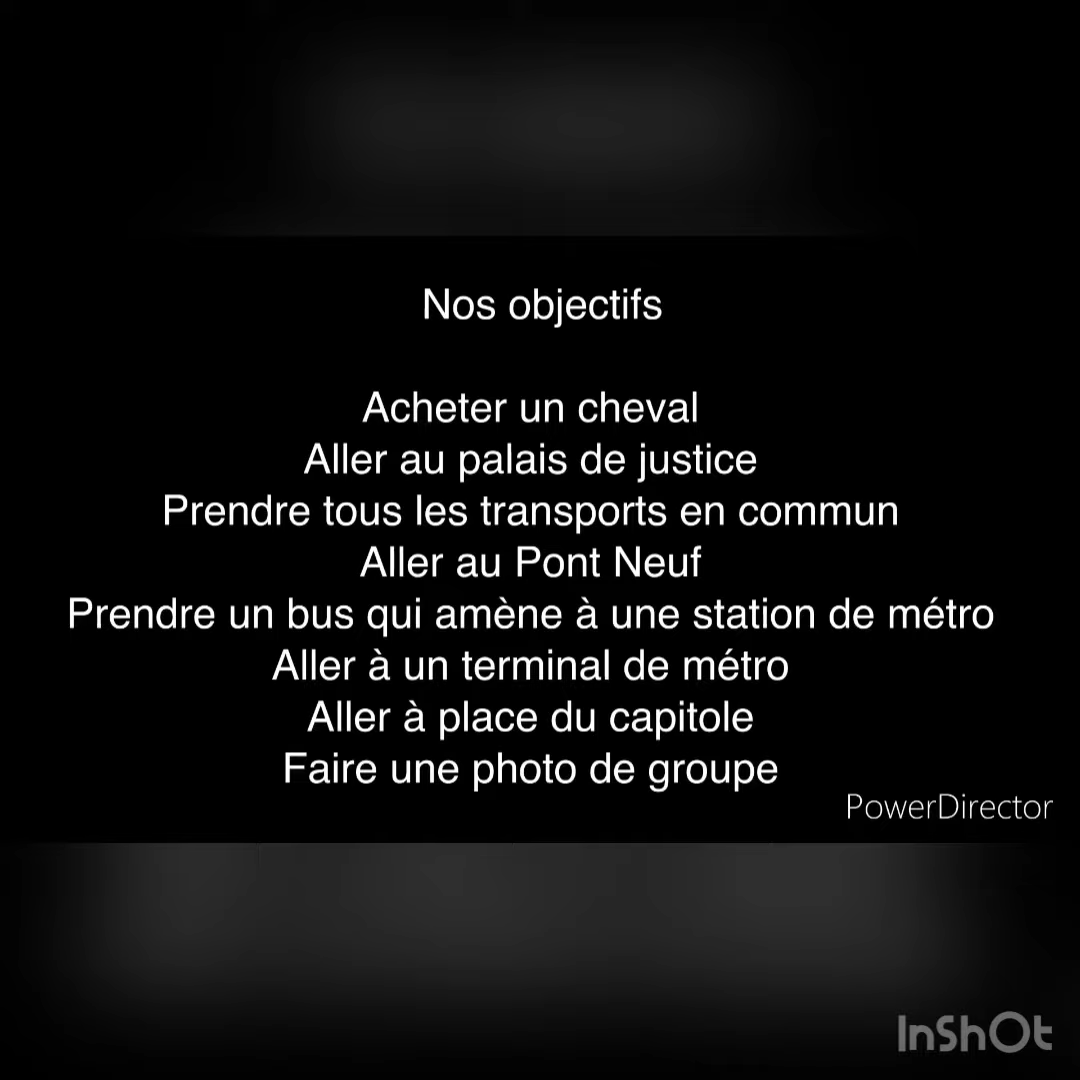 Nos objectifs
Acheter un cheval
Aller au palais de justice
Prendre tous les transports en commun
Aller au Pont Neuf
Prendre un bus qui amène à une station de métro
Aller à un terminal de métro
Aller à place du capitole
Faire une photo de groupe
PowerDirector
InShOt